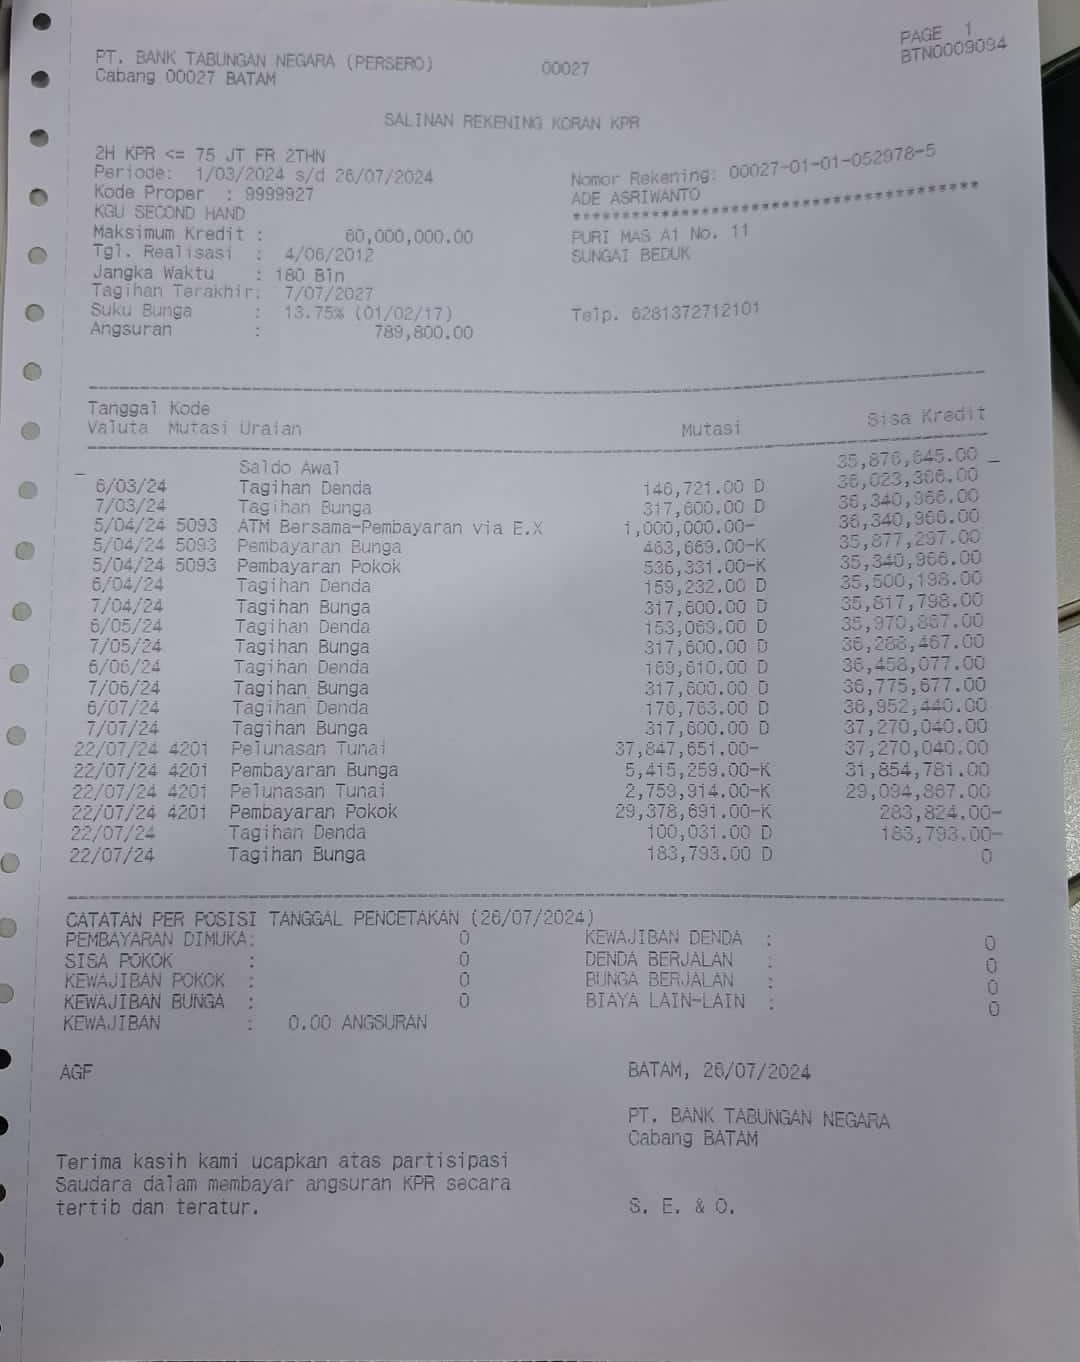 PAGE 1
PT. BANK TABUNGAN NEGARA (PERSERO) 00027 BTN0009094
Cabang 00027 BATAM
SALINAN REKENING KORAN KPR
2H KPR <= 75 JT FR 2THN
Periode: 1/03/2024 s/d 26/07/2024 Nomor Rekening: 00027-01-01-052978-5
Kode Proper : 9999927 ADE ASRIWANTO
KGU SECOND HAND **************************************
Maksimum Kredit : 60,000,000.00 PURI MAS A1 No. 11
Tgl. Realisasi : 4/06/2012 SUNGAI BEDUK
Jangka Waktu : 180 Bln
Tagihan Terakhir: 7/07/2027
Suku Bunga : 13.75% (01/02/17) Telp. 6281372712101
Angsuran : 789,800.00
Tanggal Kode
Valuta Mutasi Uraian Mutasi Sisa Kredit
Saldo Awal 35,876,645.00
6/03/24 Tagihan Denda 146,721.00 D 36,023,366.00
7/03/24 Tagihan Bunga 317,600.00 D 36,340,966.00
5/04/24 5093 ATM Bersama-Pembayaran via E.X 1,000,000.00- 36,340,966.00
5/04/24 5093 Pembayaran Bunga 463,669.00-K 35,877,297.00
5/04/24 5093 Pembayaran Pokok 536,331.00-K 35,340,966.00
6/04/24 Tagihan Denda 159,232.00 D 35,500,198.00
7/04/24 Tagihan Bunga 317,600.00 D 35,817,798.00
6/05/24 Tagihan Denda 153,069.00 D 35,970,867.00
7/05/24 Tagihan Bunga 317,600.00 D 36,288,467.00
6/06/24 Tagihan Denda 169,610.00 D 36,458,077.00
7/06/24 Tagihan Bunga 317,600.00 D 36,775,677.00
6/07/24 Tagihan Denda 176,763.00 D 36,952,440.00
7/07/24 Tagihan Bunga 317,600.00 D 37,270,040.00
22/07/24 4201 Pelunasan Tunai 37,847,651.00- 37,270,040.00
22/07/24 4201 Pembayaran Bunga 5,415,259.00-K 31,854,781.00
22/07/24 4201 Pelunasan Tunai 2,759,914.00-K 29,094,867.00
22/07/24 4201 Pembayaran Pokok 29,378,691.00-K 283,824.00-
22/07/24 Tagihan Denda 100,031.00 D 183,793.00-
22/07/24 Tagihan Bunga 183,793.00 D 0
CATATAN PER POSISI TANGGAL PENCETAKAN (26/07/2024)
PEMBAYARAN DIMUKA: 0 KEWAJIBAN DENDA : 0
SISA POKOK : 0 DENDA BERJALAN : 0
KEWAJIBAN POKOK : 0 BUNGA BERJALAN : 0
KEWAJIBAN BUNGA : 0 BIAYA LAIN-LAIN : 0
KEWAJIBAN : 0.00 ANGSURAN
AGF BATAM, 26/07/2024
PT. BANK TABUNGAN NEGARA
Cabang BATAM
Terima kasih kami ucapkan atas partisipasi
Saudara dalam membayar angsuran KPR secara
tertib dan teratur. S. E. & O.